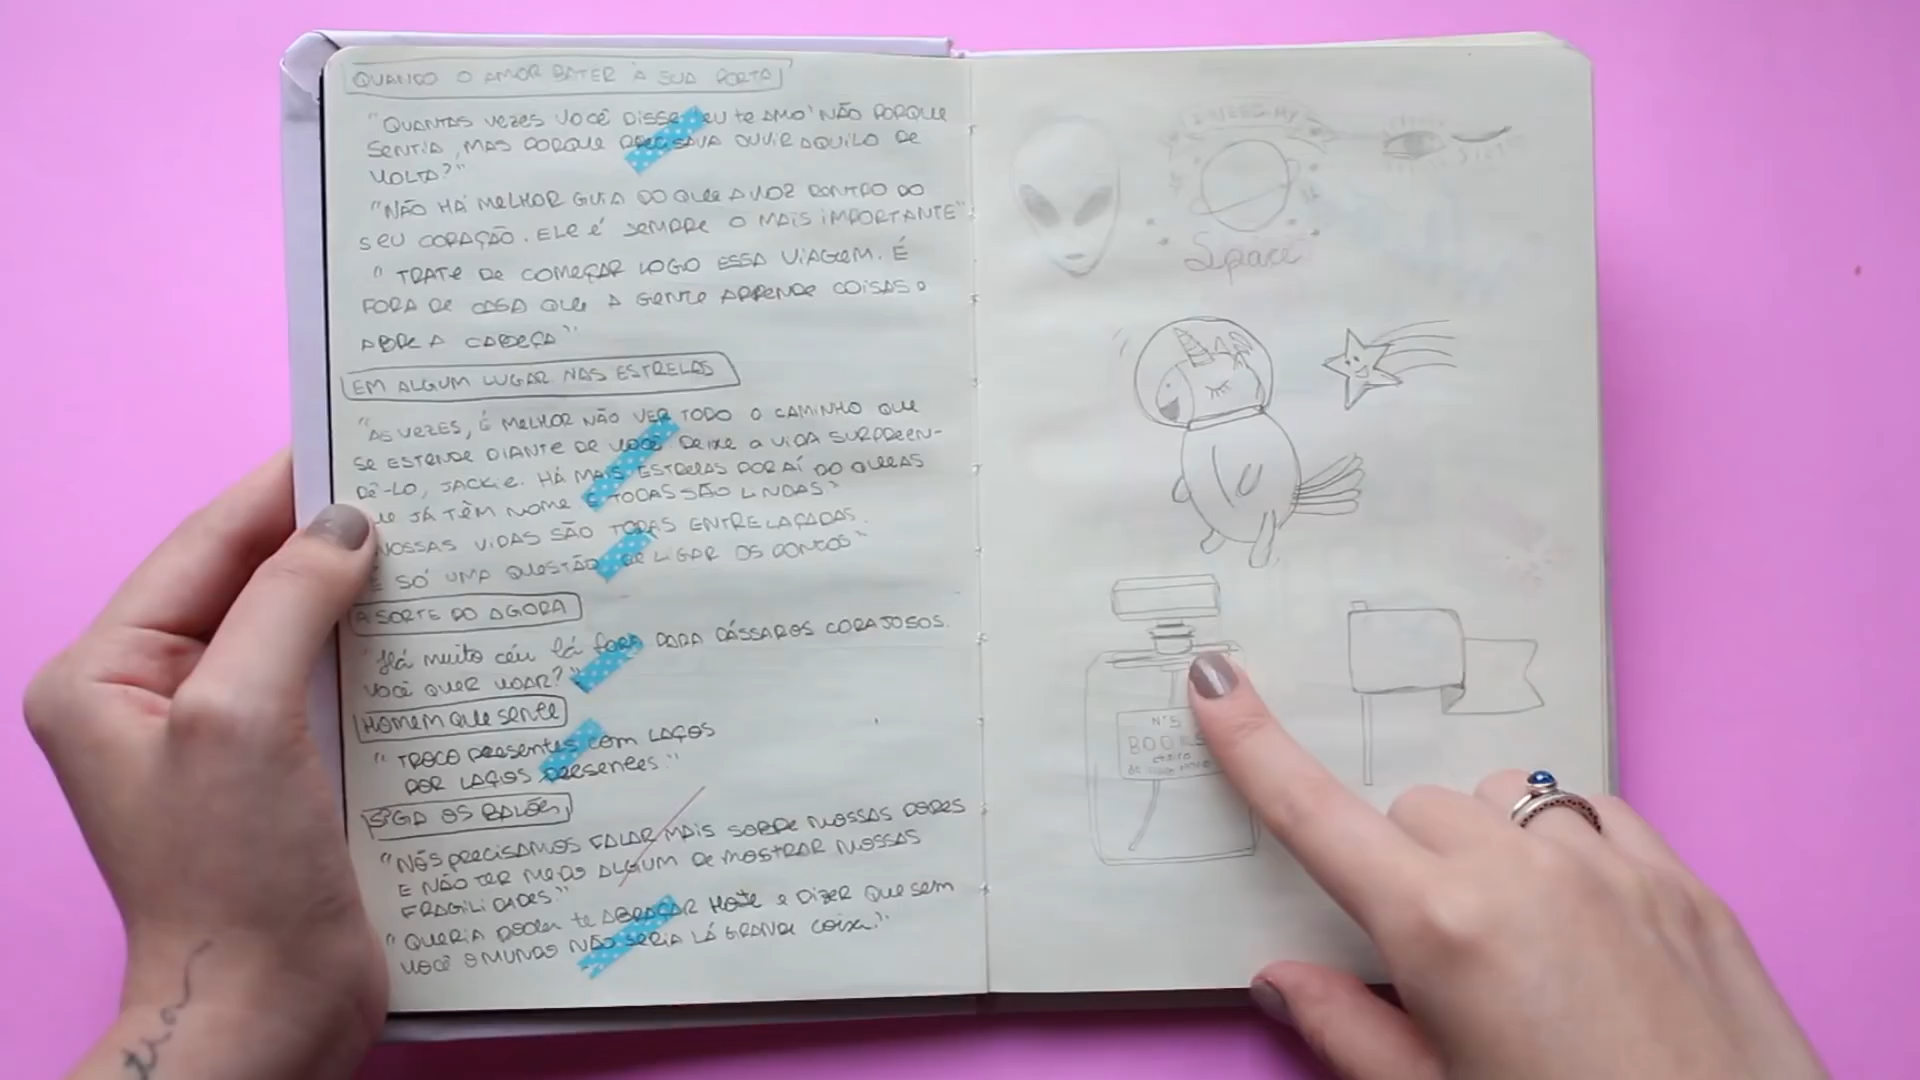 QUANDO O AMOR BATER À SUA PORTA
"QUANTAS VEZES VOCÊ DISSE 'EU TE AMO' NÃO PORQUE
SENTIA, MAS PORQUE PRECISAVA OUVIR AQUILO DE
VOLTA?"
"NÃO HÁ MELHOR GUIA DO QUE A VOZ DENTRO DO
SEU CORAÇÃO. ELE É SEMPRE O MAIS IMPORTANTE"
"TRATE DE COMEÇAR LOGO ESSA VIAGEM. É
FORA DE CASA QUE A GENTE APRENDE COISAS E
ABRE A CABEÇA"
EM ALGUM LUGAR NAS ESTRELAS
"AS VEZES, É MELHOR NÃO VER TODO O CAMINHO QUE
SE ESTENDE DIANTE DE VOCÊ. DEIXE A VIDA SURPREEN-
DÊ-LO, JACKIE. HÁ MAIS ESTRELAS POR AÍ DO QUE AS
JÁ TÊM NOME E TODAS SÃO LINDAS."
NOSSAS VIDAS SÃO TODAS ENTRELAÇADAS.
É SÓ UMA QUESTÃO DE LIGAR OS PONTOS"
A SORTE DO AGORA
"Há muito céu lá fora PARA PÁSSAROS CORAJOSOS.
VOCÊ QUER VOAR?"
HOMEM QUE SENTE
"TROCO PRESENTES COM LAÇOS
POR LAÇOS PRESENTES."
SIGA OS BALÕES
"NÓS PRECISAMOS FALAR MAIS SOBRE NOSSAS DORES
E NÃO TER MEDO ALGUM DE MOSTRAR NOSSAS
FRAGILIDADES."
"QUERIA PODER TE ABRAÇAR HOJE E DIZER QUE SEM
VOCÊ O MUNDO NÃO SERIA LÁ GRANDE COISA."
I NEED MY
Space
N°5
BOOKS
cheiro
de livro novo